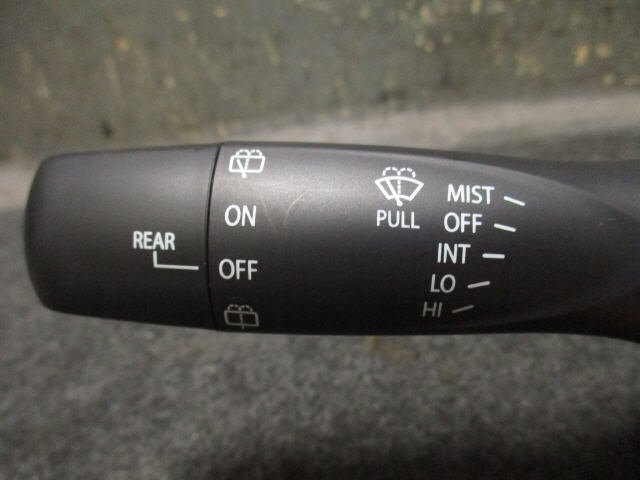 REAR
ON
OFF
PULL
MIST
OFF
INT
LO
HI